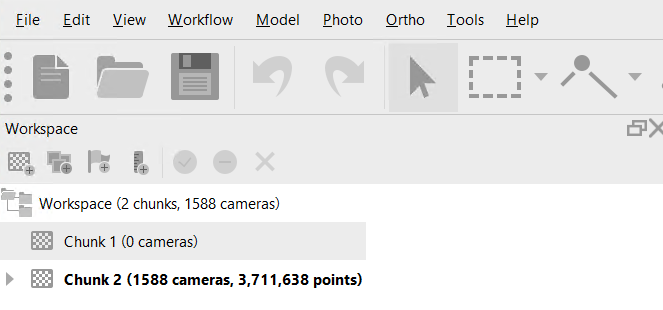 File Edit View Workflow Model Photo Ortho Tools Help
Workspace
Workspace (2 chunks, 1588 cameras)
Chunk 1 (0 cameras)
Chunk 2 (1588 cameras, 3,711,638 points)